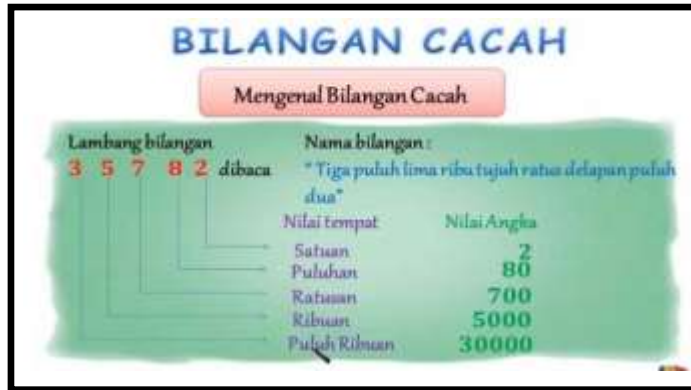 BILANGAN CACAH
Mengenal Bilangan Cacah
Lambang bilangan
3 5 7 8 2 dibaca
Nama bilangan :
"Tiga puluh lima ribu tujuh ratus delapan puluh
dua"
Nilai tempat Nilai Angka
Satuan 2
Puluhan 80
Ratusan 700
Ribuan 5000
Puluh Ribuan 30000